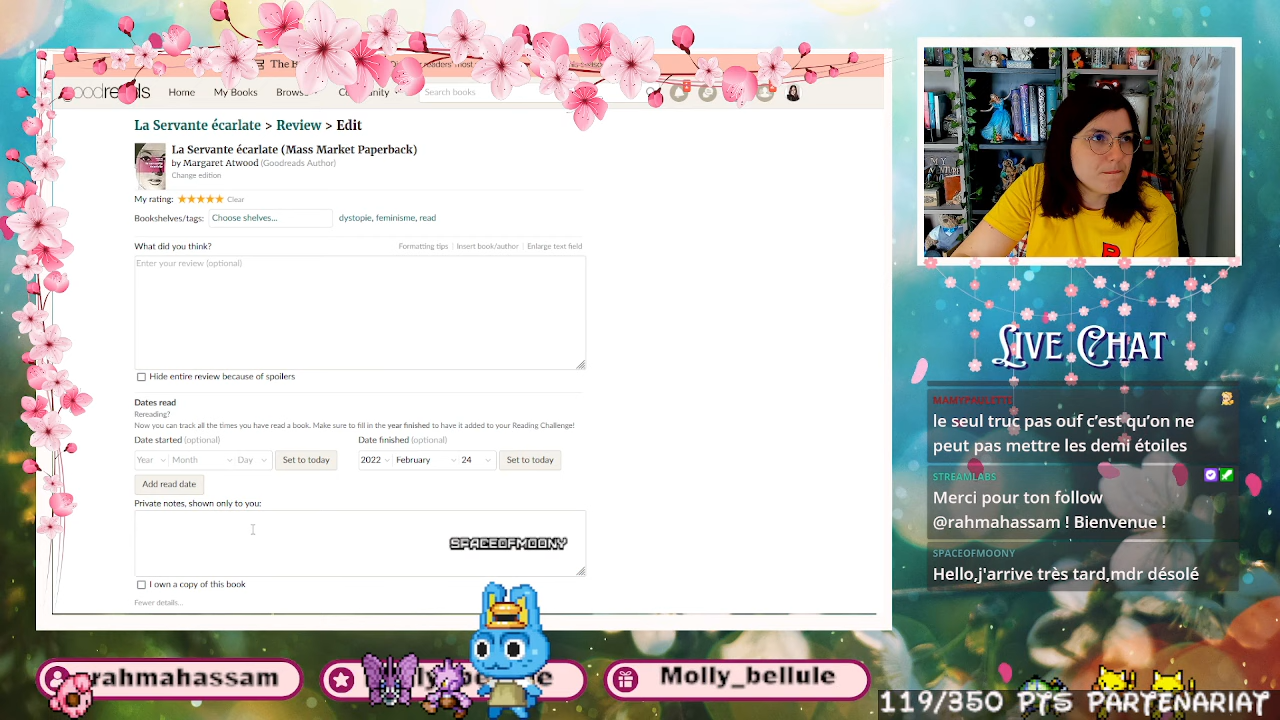 The B
readers' most
goodreads
Home
My Books
Brows
Co
unity
Search books
La Servante écarlate > Review > Edit
La Servante écarlate (Mass Market Paperback)
by Margaret Atwood (Goodreads Author)
Change edition
My rating:
Clear
Bookshelves/tags:
Choose shelves...
dystopie, feminisme, read
What did you think?
Formatting tips | Insert book/author | Enlarge text field
Enter your review (optional)
Hide entire review because of spoilers
Dates read
Rereading?
Now you can track all the times you have read a book. Make sure to fill in the year finished to have it added to your Reading Challenge!
Date started (optional)
Date finished (optional)
Year Month Day Set to today
2022 February 24 Set to today
Add read date
Private notes, shown only to you:
SPACEOFMOONY
I own a copy of this book
Fewer details...
MY
LIVE CHAT
le seul truc pas ouf c'est qu'on ne
peut pas mettre les demi étoiles
STREAMLABS
Merci pour ton follow
@rahmahassam ! Bienvenue !
SPACEOFMOONY
Hello,j'arrive très tard,mdr désolé
rahmahassam
Molly_bellule
119/350 PTS PARTENARIAT